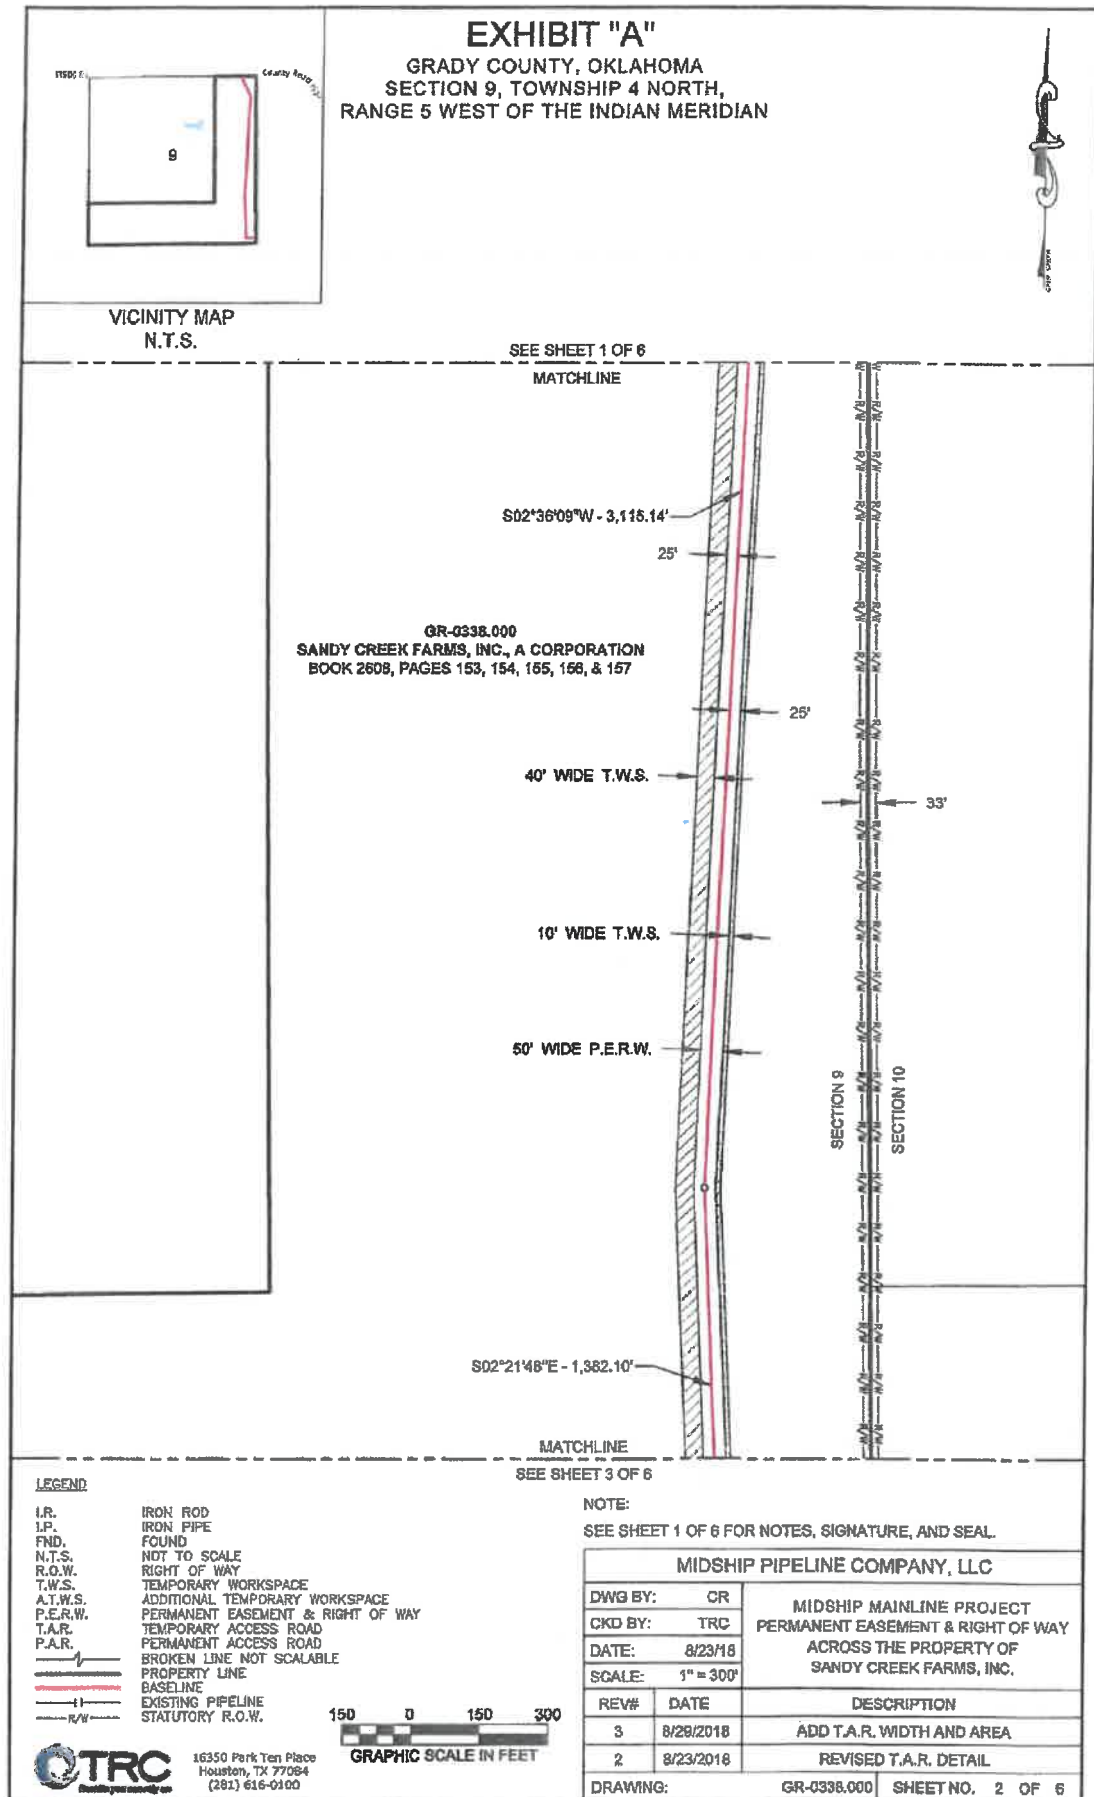 EXHIBIT "A"
GRADY COUNTY, OKLAHOMA
SECTION 9, TOWNSHIP 4 NORTH,
RANGE 5 WEST OF THE INDIAN MERIDIAN
County Road
9
VICINITY MAP
N.T.S.
SEE SHEET 1 OF 6
MATCHLINE
S02°36'09"W - 3,115.14'
25'
GR-0338.000
SANDY CREEK FARMS, INC., A CORPORATION
BOOK 2608, PAGES 153, 154, 155, 156, & 157
25'
40' WIDE T.W.S.
33'
10' WIDE T.W.S.
50' WIDE P.E.R.W.
SECTION 9
SECTION 10
R/W
S02°21'48"E - 1,382.10'
MATCHLINE
SEE SHEET 3 OF 6
LEGEND
I.R. IRON ROD
I.P. IRON PIPE
FND. FOUND
N.T.S. NOT TO SCALE
R.O.W. RIGHT OF WAY
T.W.S. TEMPORARY WORKSPACE
A.T.W.S. ADDITIONAL TEMPORARY WORKSPACE
P.E.R.W. PERMANENT EASEMENT & RIGHT OF WAY
T.A.R. TEMPORARY ACCESS ROAD
P.A.R. PERMANENT ACCESS ROAD
BROKEN LINE NOT SCALABLE
PROPERTY LINE
BASELINE
EXISTING PIPELINE
R/W STATUTORY R.O.W.
150 0 150 300
GRAPHIC SCALE IN FEET
TRC
16350 Park Ten Place
Houston, TX 77084
(281) 616-0100
NOTE:
SEE SHEET 1 OF 6 FOR NOTES, SIGNATURE, AND SEAL.
MIDSHIP PIPELINE COMPANY, LLC
DWG BY: CR
CKD BY: TRC
DATE: 8/23/18
SCALE: 1" = 300'
MIDSHIP MAINLINE PROJECT
PERMANENT EASEMENT & RIGHT OF WAY
ACROSS THE PROPERTY OF
SANDY CREEK FARMS, INC.
REV# DATE DESCRIPTION
3 8/29/2018 ADD T.A.R. WIDTH AND AREA
2 8/23/2018 REVISED T.A.R. DETAIL
DRAWING: GR-0338.000 SHEET NO. 2 OF 6